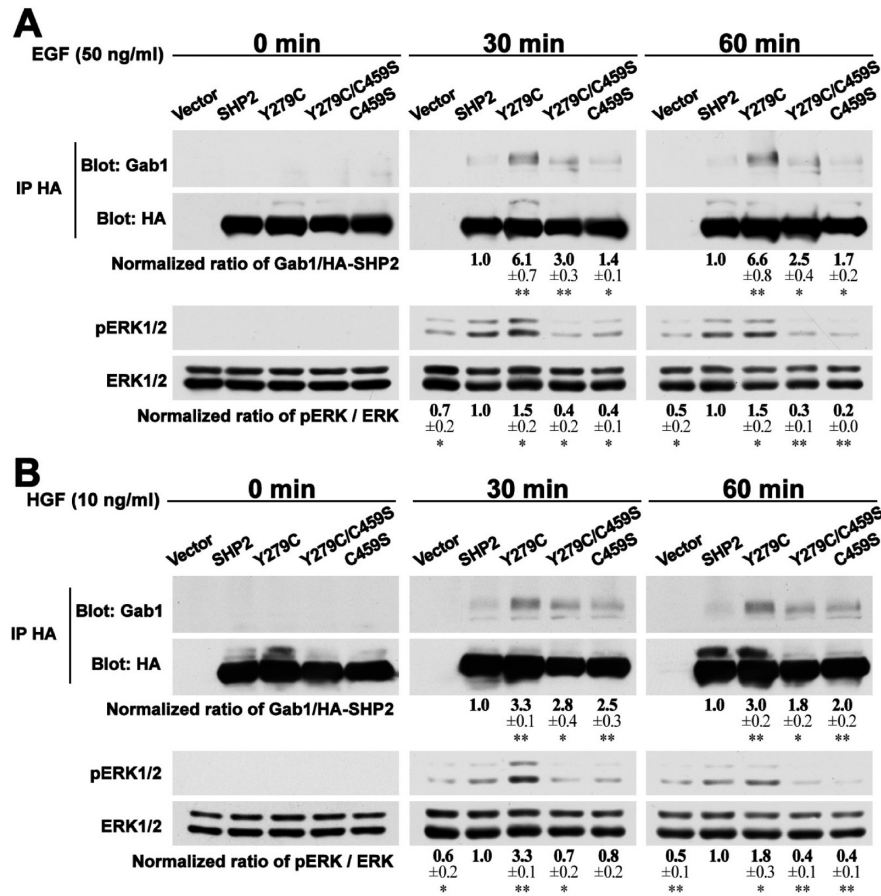 A
EGF (50 ng/ml) 0 min 30 min 60 min
Vector SHP2 Y279C Y279C/C459S C459S Vector SHP2 Y279C Y279C/C459S C459S Vector SHP2 Y279C Y279C/C459S C459S
IP HA
Blot: Gab1
Blot: HA
Normalized ratio of Gab1/HA-SHP2 1.0 6.1 3.0 1.4 1.0 6.6 2.5 1.7
±0.7 ±0.3 ±0.1 ±0.8 ±0.4 ±0.2
** ** * ** * *
pERK1/2
ERK1/2
Normalized ratio of pERK / ERK 0.7 1.0 1.5 0.4 0.4 0.5 1.0 1.5 0.3 0.2
±0.2 ±0.2 ±0.2 ±0.1 ±0.2 ±0.2 ±0.1 ±0.0
* * * * * * ** **
B
HGF (10 ng/ml) 0 min 30 min 60 min
Vector SHP2 Y279C Y279C/C459S C459S Vector SHP2 Y279C Y279C/C459S C459S Vector SHP2 Y279C Y279C/C459S C459S
IP HA
Blot: Gab1
Blot: HA
Normalized ratio of Gab1/HA-SHP2 1.0 3.3 2.8 2.5 1.0 3.0 1.8 2.0
±0.1 ±0.4 ±0.3 ±0.2 ±0.2 ±0.2
** * ** ** * **
pERK1/2
ERK1/2
Normalized ratio of pERK / ERK 0.6 1.0 3.3 0.7 0.8 0.5 1.0 1.8 0.4 0.4
±0.2 ±0.1 ±0.2 ±0.2 ±0.1 ±0.3 ±0.1 ±0.1
* ** * ** * ** **